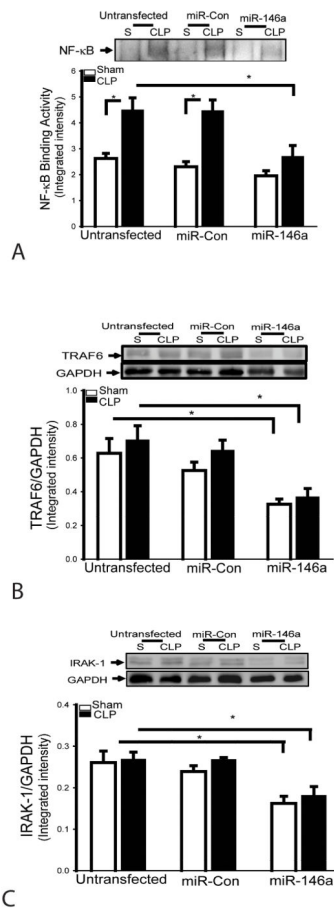 Untransfected miR-Con miR-146a
S CLP S CLP S CLP
NF-κB
Sham
CLP
NF-κB Binding Activity
(Integrated intensity)
6
5
4
3
2
1
0
* * *
Untransfected miR-Con miR-146a
A
Untransfected miR-Con miR-146a
S CLP S CLP S CLP
TRAF6
GAPDH
Sham
CLP
TRAF6/GAPDH
(Integrated intensity)
1.0
0.8
0.6
0.4
0.2
0.0
*
*
Untransfected miR-Con miR-146a
B
Untransfected miR-Con miR-146a
S CLP S CLP S CLP
IRAK-1
GAPDH
Sham
CLP
IRAK-1/GAPDH
(Integrated intensity)
0.4
0.3
0.2
0.1
0.0
*
*
Untransfected miR-Con miR-146a
C